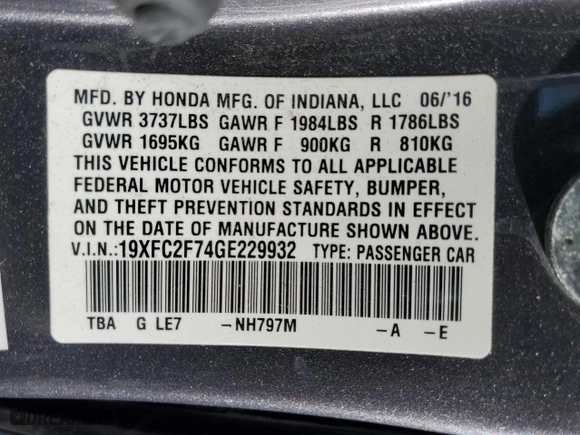 MFD. BY HONDA MFG. OF INDIANA, LLC 06/'16
GVWR 3737LBS GAWR F 1984LBS R 1786LBS
GVWR 1695KG GAWR F 900KG R 810KG
THIS VEHICLE CONFORMS TO ALL APPLICABLE
FEDERAL MOTOR VEHICLE SAFETY, BUMPER,
AND THEFT PREVENTION STANDARDS IN EFFECT
ON THE DATE OF MANUFACTURE SHOWN ABOVE.
V.I.N.:19XFC2F74GE229932 TYPE: PASSENGER CAR
TBA G LE7 -NH797M -A -E